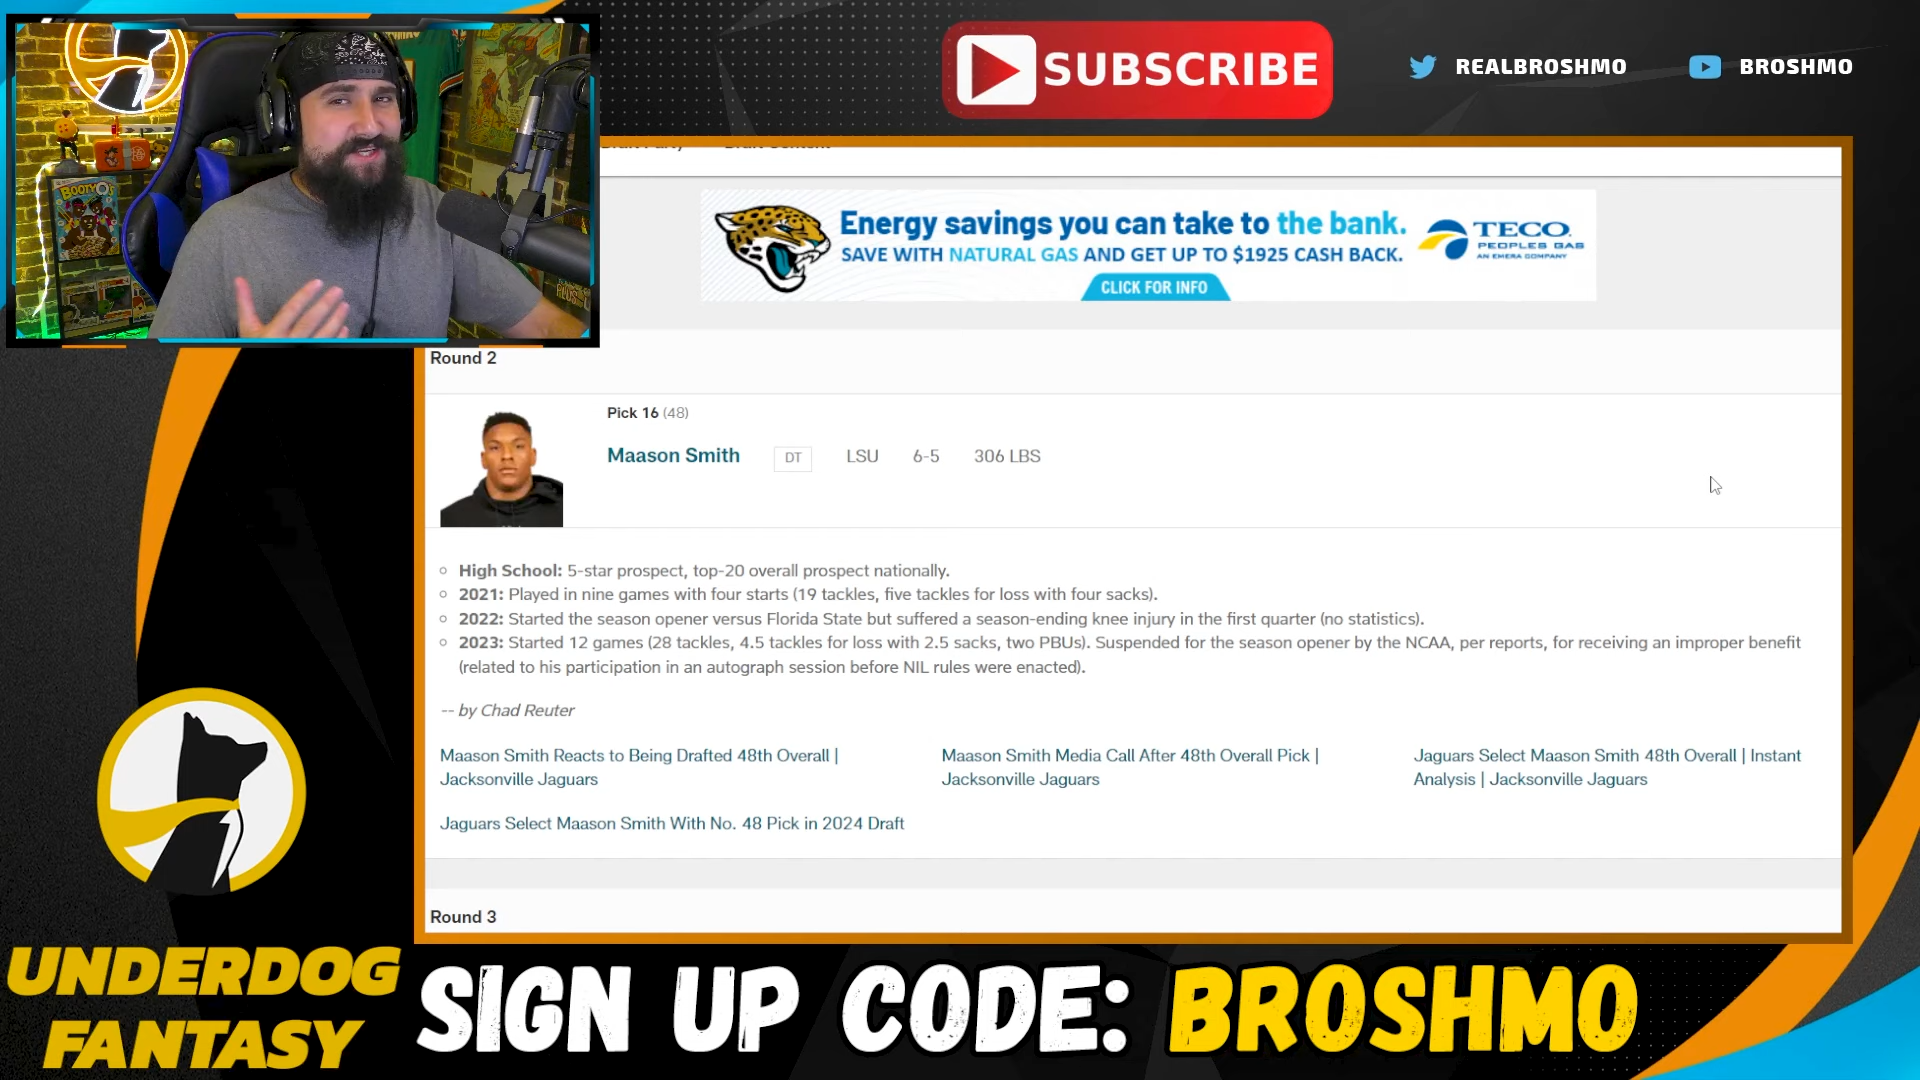 SUBSCRIBE
REALBROSHMO
BROSHMO
BOOTYO's
Energy savings you can take to the bank.
SAVE WITH NATURAL GAS AND GET UP TO $1925 CASH BACK.
CLICK FOR INFO
TECO
PEOPLES GAS
AN EMERA COMPANY
Round 2
Pick 16 (48)
Maason Smith DT LSU 6-5 306 LBS
High School: 5-star prospect, top-20 overall prospect nationally.
2021: Played in nine games with four starts (19 tackles, five tackles for loss with four sacks).
2022: Started the season opener versus Florida State but suffered a season-ending knee injury in the first quarter (no statistics).
2023: Started 12 games (28 tackles, 4.5 tackles for loss with 2.5 sacks, two PBUs). Suspended for the season opener by the NCAA, per reports, for receiving an improper benefit
(related to his participation in an autograph session before NIL rules were enacted).
-- by Chad Reuter
Maason Smith Reacts to Being Drafted 48th Overall |
Jacksonville Jaguars
Maason Smith Media Call After 48th Overall Pick |
Jacksonville Jaguars
Jaguars Select Maason Smith 48th Overall | Instant
Analysis | Jacksonville Jaguars
Jaguars Select Maason Smith With No. 48 Pick in 2024 Draft
Round 3
UNDERDOG
FANTASY
SIGN UP CODE: BROSHMO